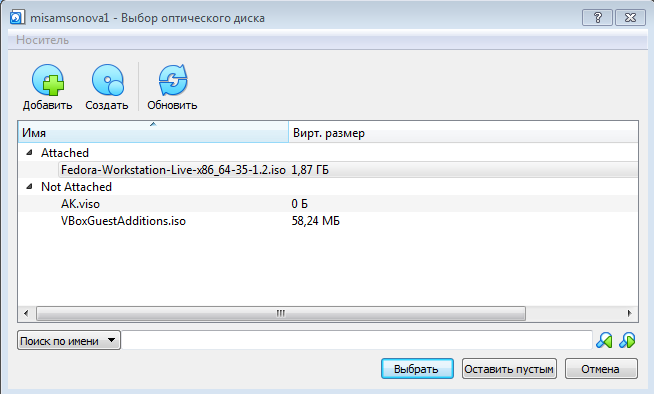 misamsonova1 - Выбор оптического диска
Носитель
Добавить Создать Обновить
Имя Вирт. размер
Attached
Fedora-Workstation-Live-x86_64-35-1.2.iso 1,87 ГБ
Not Attached
AK.viso 0 Б
VBoxGuestAdditions.iso 58,24 МБ
Поиск по имени
Выбрать Оставить пустым Отмена